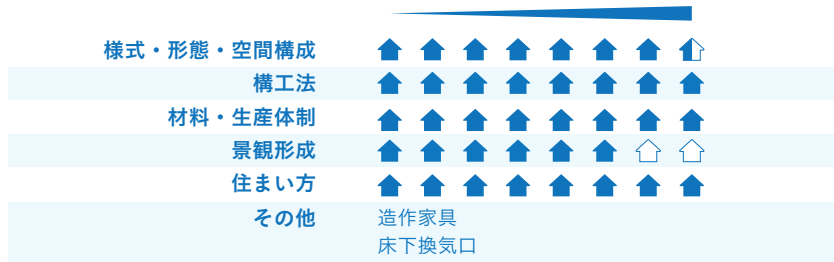 様式・形態・空間構成
構工法
材料・生産体制
景観形成
住まい方
その他 造作家具
床下換気口